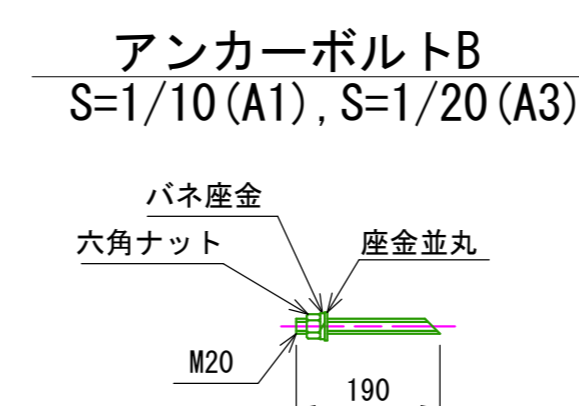 アンカーボルトB
S=1/10(A1),S=1/20(A3)
バネ座金
六角ナット
座金並丸
M20
190